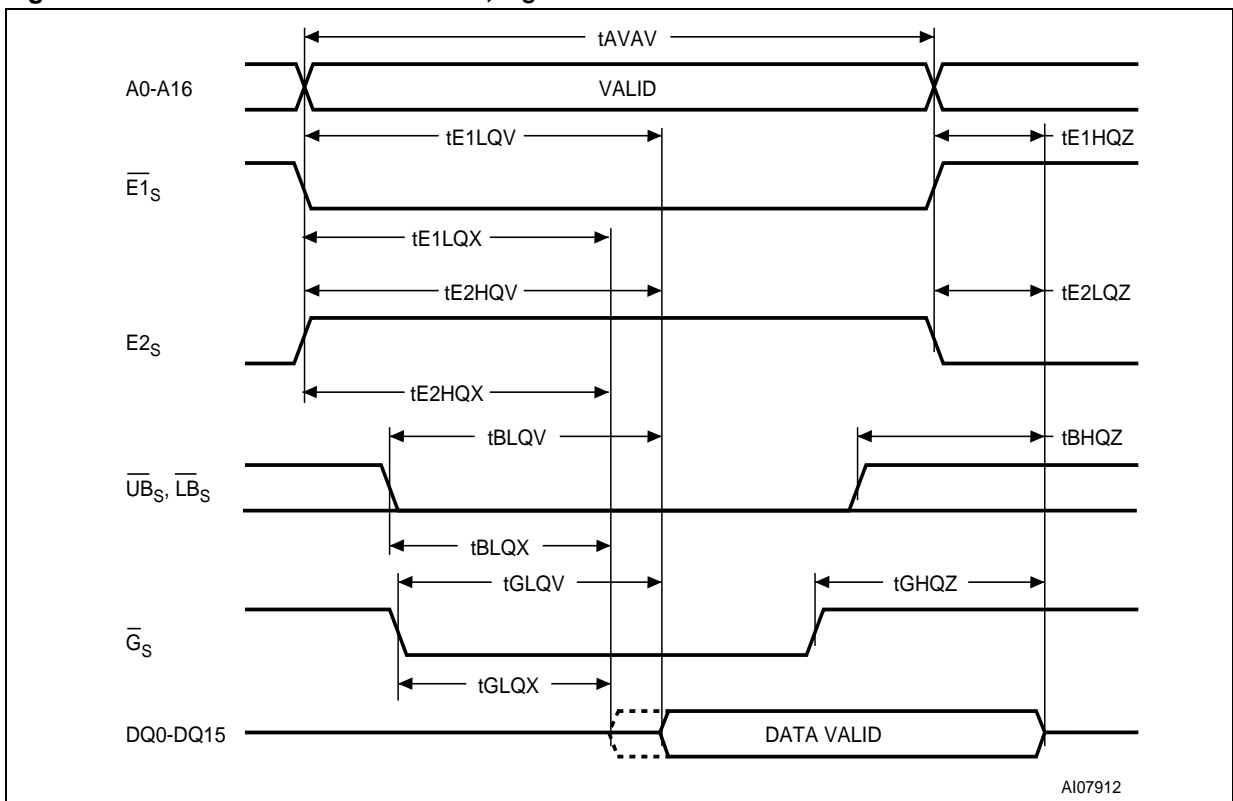 tAVAV
A0-A16
VALID
tE1LQV
tE1HQZ
E1S
tE1LQX
tE2HQV
tE2LQZ
E2S
tE2HQX
tBLQV
tBHQZ
UBS, LBS
tBLQX
tGLQV
tGHQZ
GS
tGLQX
DQ0-DQ15
DATA VALID
AI07912